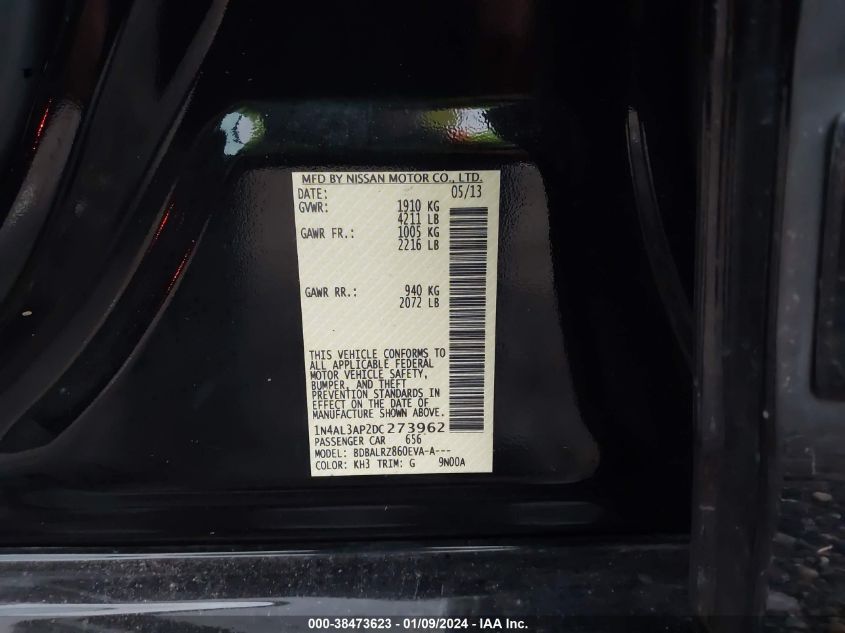 MFD BY NISSAN MOTOR CO., LTD.
DATE: 05/13
GVWR: 1910 KG
4211 LB
GAWR FR.: 1005 KG
2216 LB
GAWR RR.: 940 KG
2072 LB
THIS VEHICLE CONFORMS TO
ALL APPLICABLE FEDERAL
MOTOR VEHICLE SAFETY,
BUMPER, AND THEFT
PREVENTION STANDARDS IN
EFFECT ON THE DATE OF
MANUFACTURE SHOWN ABOVE.
1N4AL3AP2DC273962
PASSENGER CAR 656
MODEL: BDBALRZ860EVA-A---
COLOR: KH3 TRIM: G 9N00A
000-38473623 - 01/09/2024 - IAA Inc.